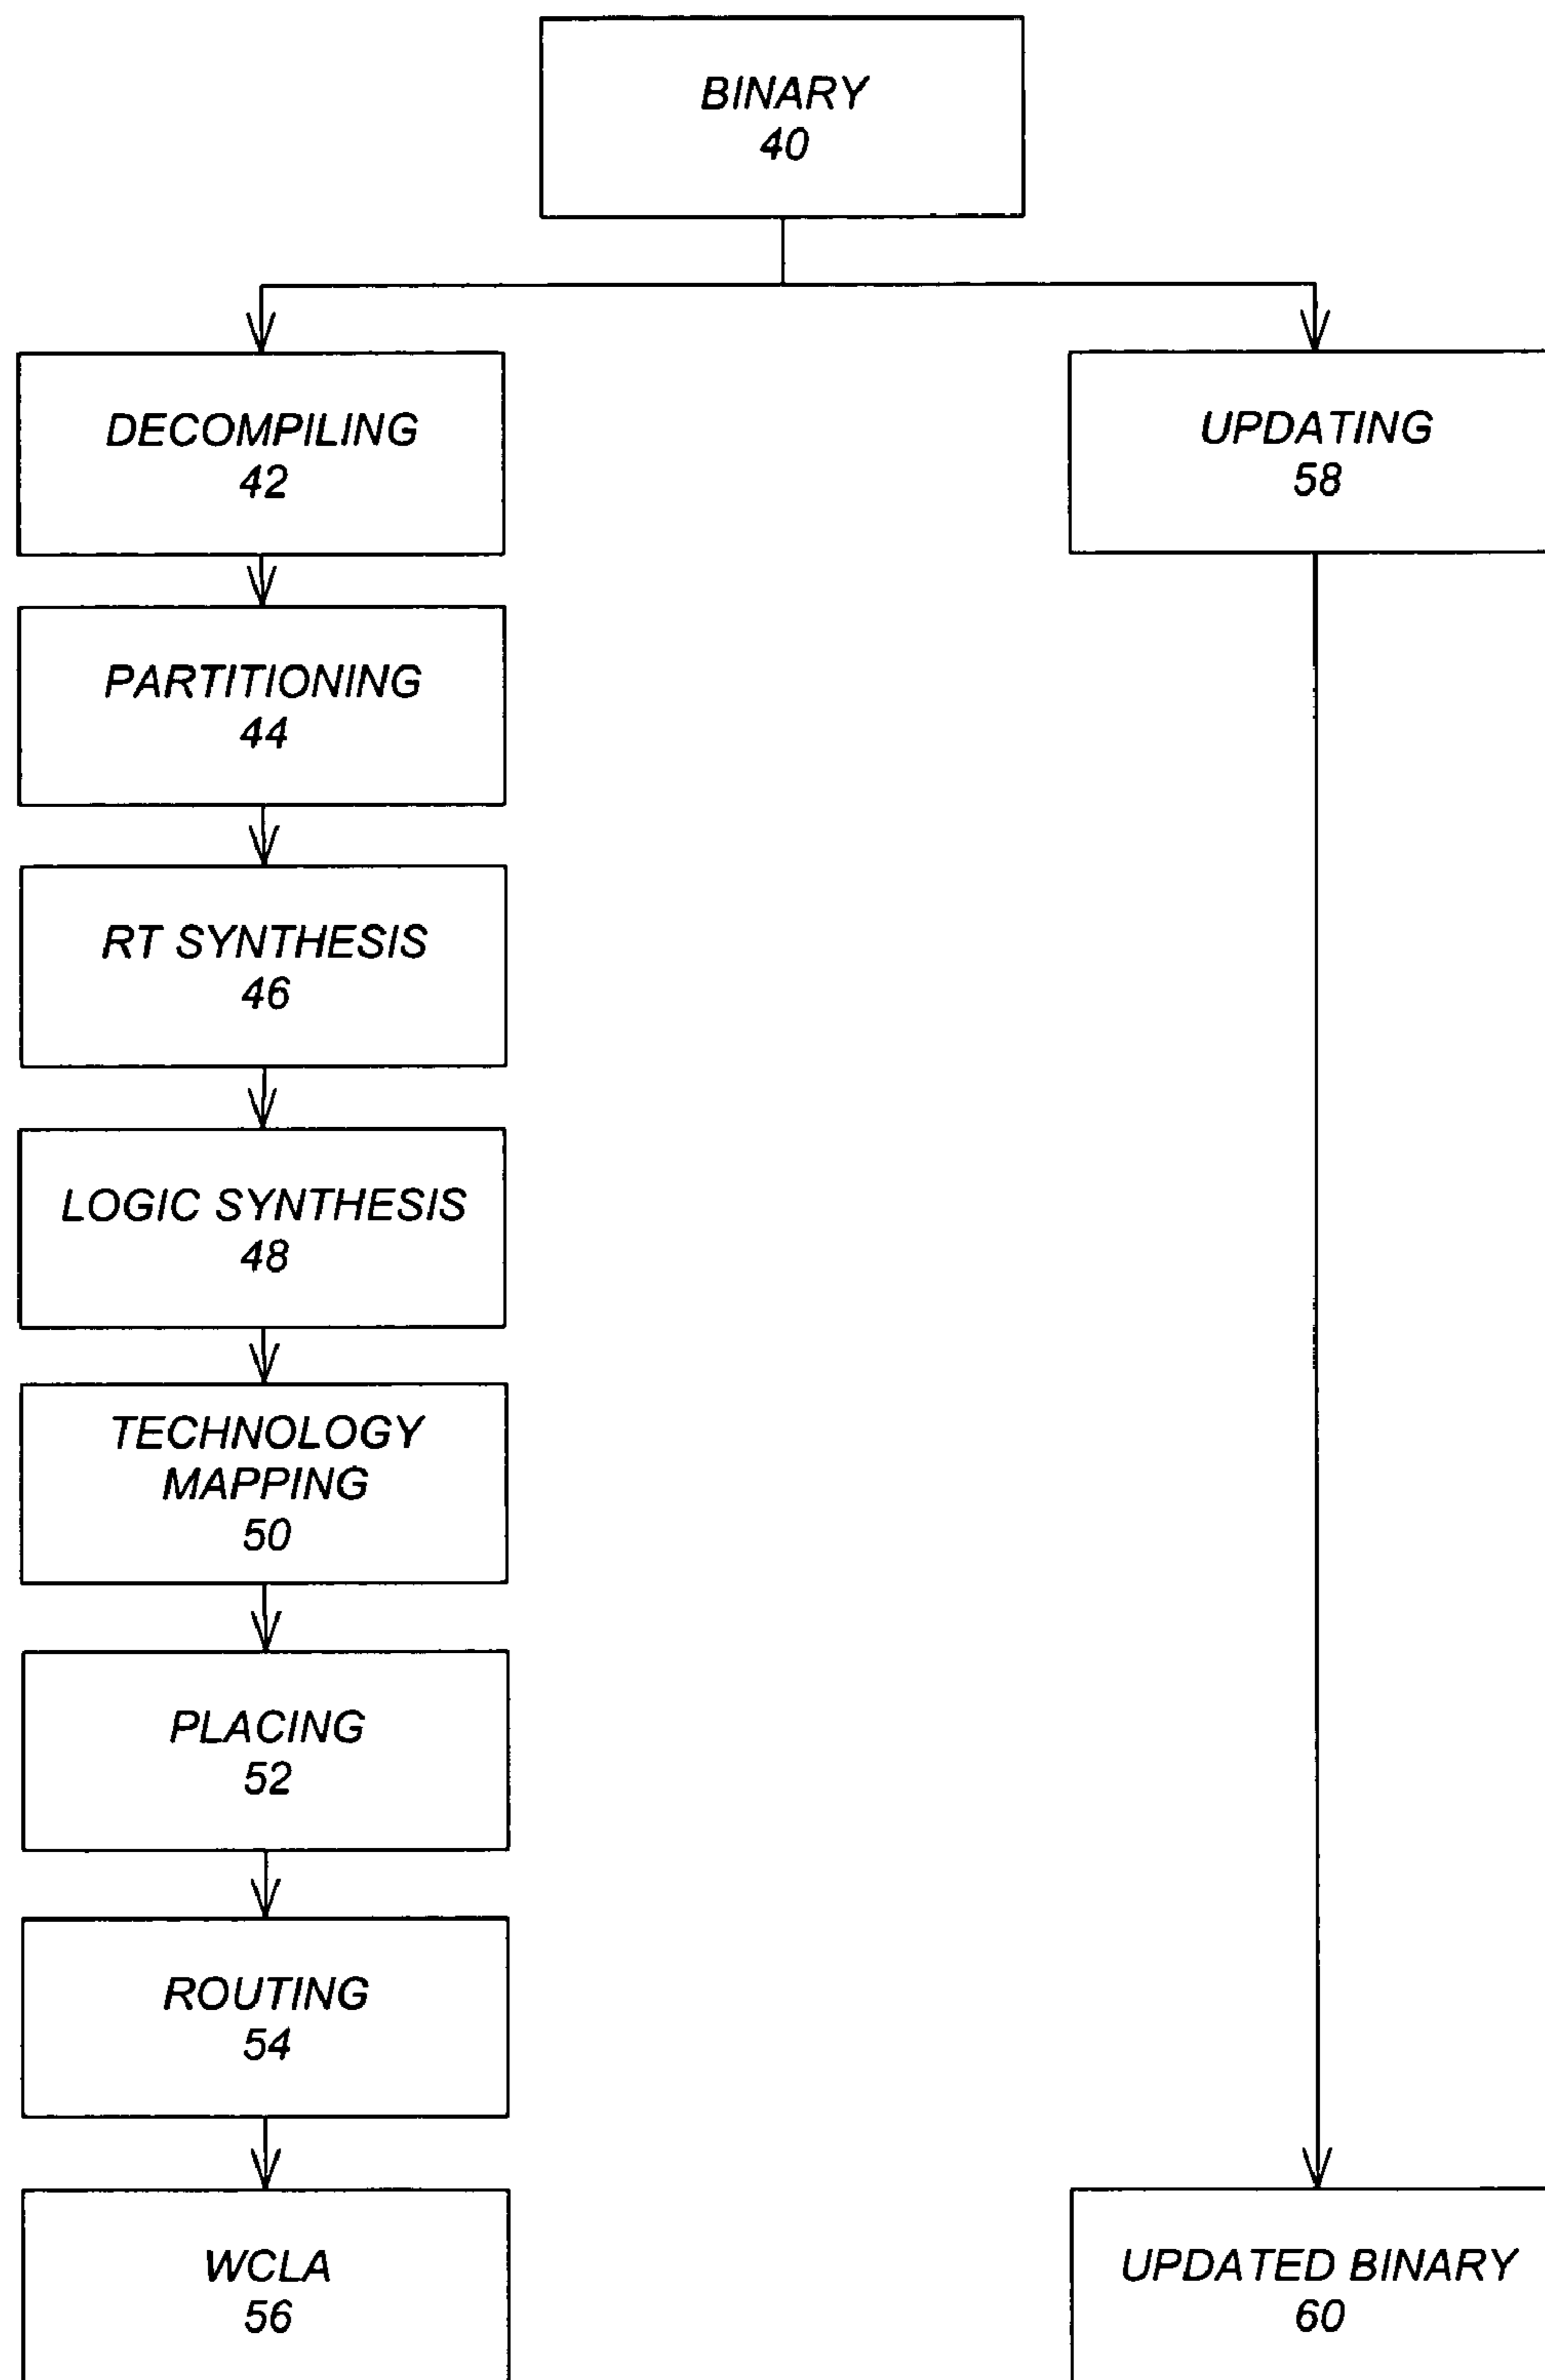 BINARY
40
DECOMPILING
42
UPDATING
58
PARTITIONING
44
RT SYNTHESIS
46
LOGIC SYNTHESIS
48
TECHNOLOGY
MAPPING
50
PLACING
52
ROUTING
54
WCLA
56
UPDATED BINARY
60